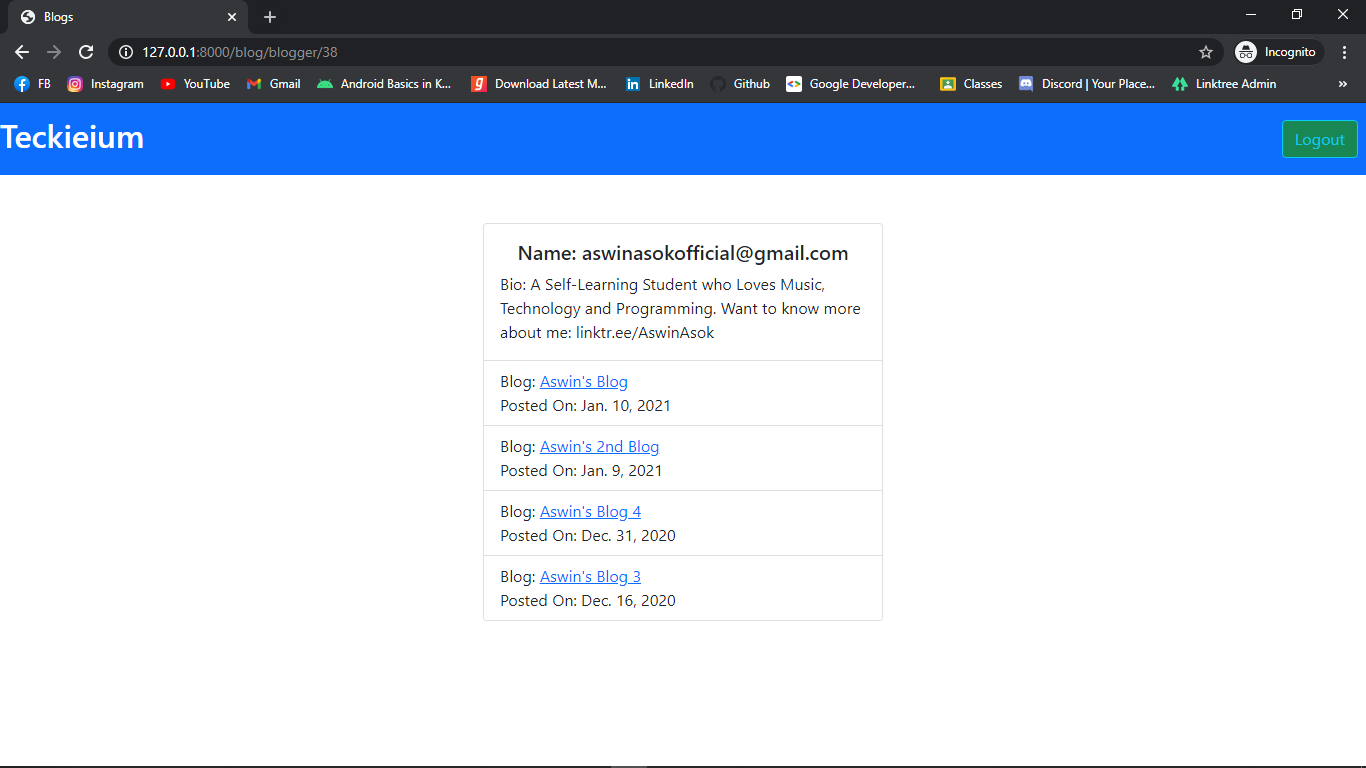 Blogs
127.0.0.1:8000/blog/blogger/38
Incognito
FB
Instagram
YouTube
Gmail
Android Basics in K...
Download Latest M...
LinkedIn
Github
Google Developer...
Classes
Discord | Your Place...
Linktree Admin
»
Teckieium
Logout
Name: aswinasokofficial@gmail.com
Bio: A Self-Learning Student who Loves Music,
Technology and Programming. Want to know more
about me: linktr.ee/AswinAsok
Blog: Aswin's Blog
Posted On: Jan. 10, 2021
Blog: Aswin's 2nd Blog
Posted On: Jan. 9, 2021
Blog: Aswin's Blog 4
Posted On: Dec. 31, 2020
Blog: Aswin's Blog 3
Posted On: Dec. 16, 2020